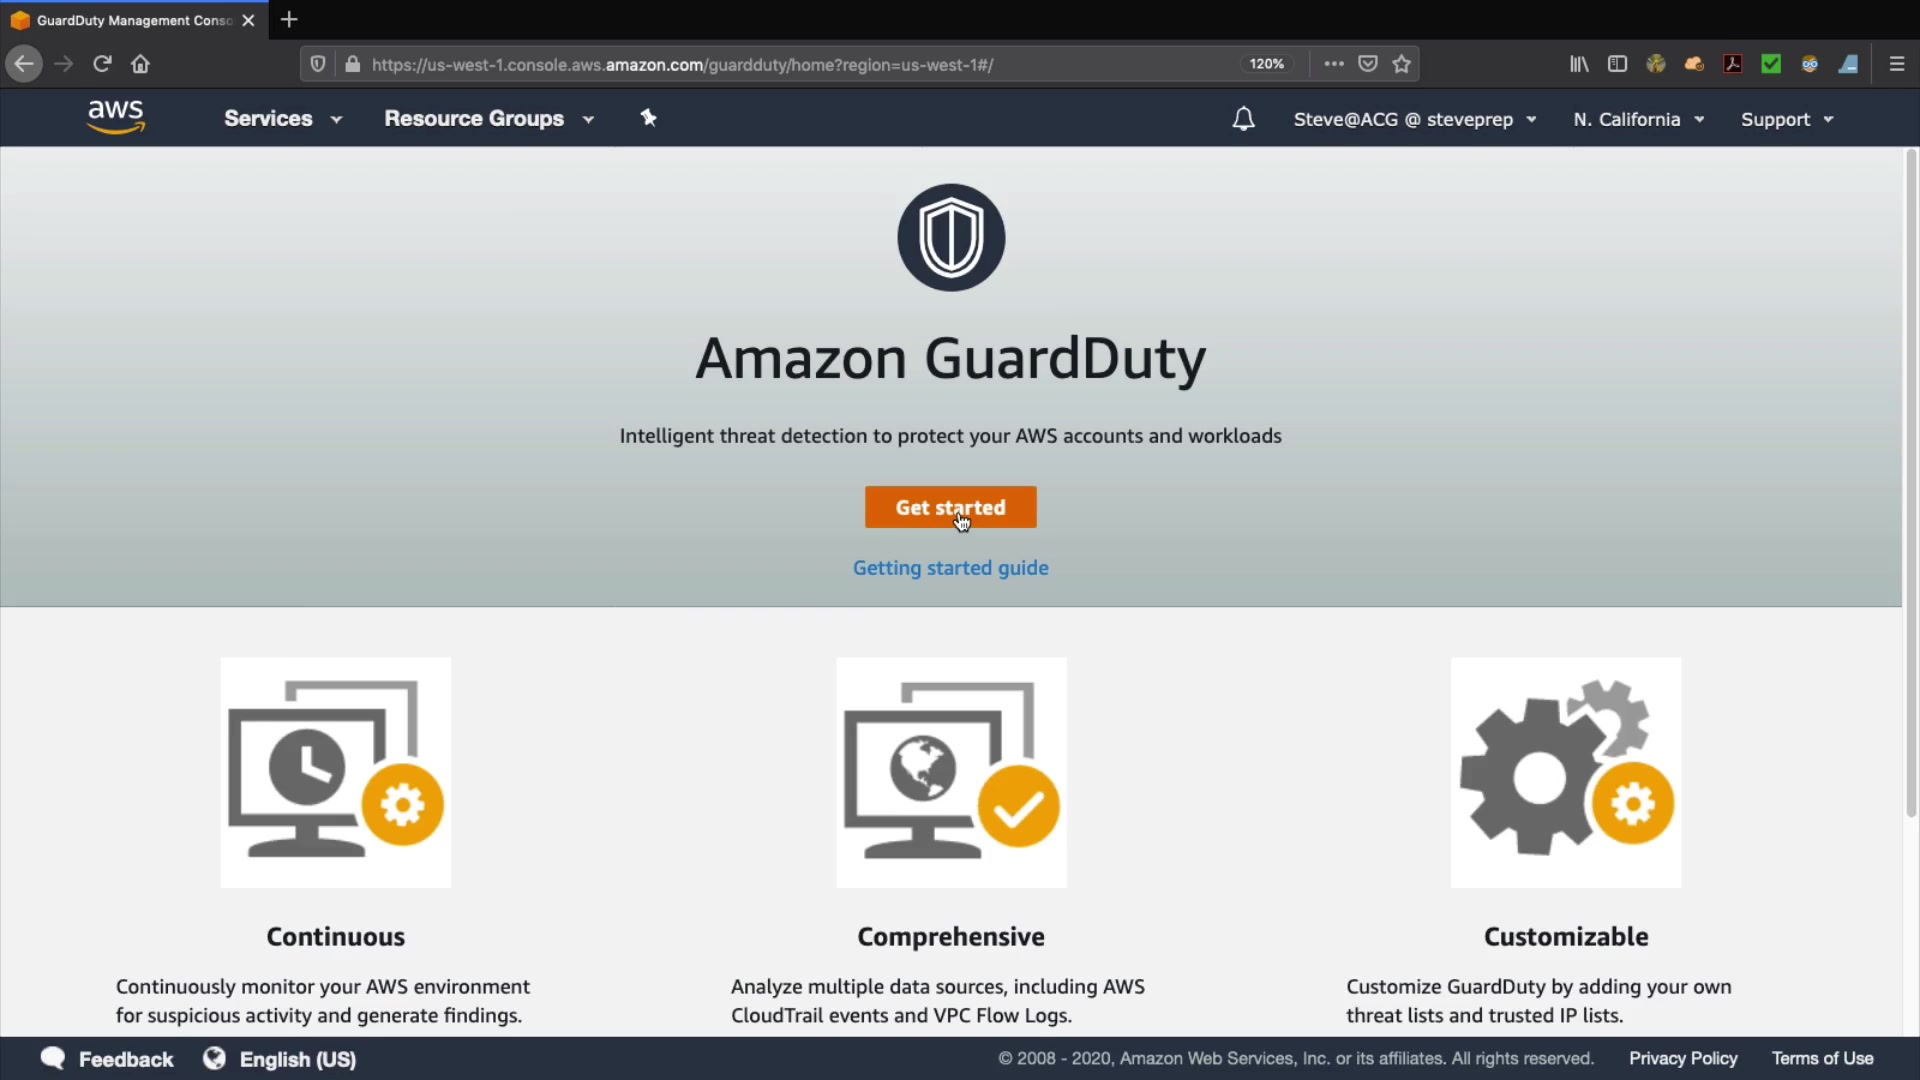 GuardDuty Management Conso
https://us-west-1.console.aws.amazon.com/guardduty/home?region=us-west-1#/
120%
aws
Services
Resource Groups
Steve@ACG @ steveprep
N. California
Support
Amazon GuardDuty
Intelligent threat detection to protect your AWS accounts and workloads
Get started
Getting started guide
Continuous
Continuously monitor your AWS environment
for suspicious activity and generate findings.
Comprehensive
Analyze multiple data sources, including AWS
CloudTrail events and VPC Flow Logs.
Customizable
Customize GuardDuty by adding your own
threat lists and trusted IP lists.
Feedback
English (US)
© 2008 - 2020, Amazon Web Services, Inc. or its affiliates. All rights reserved.
Privacy Policy
Terms of Use